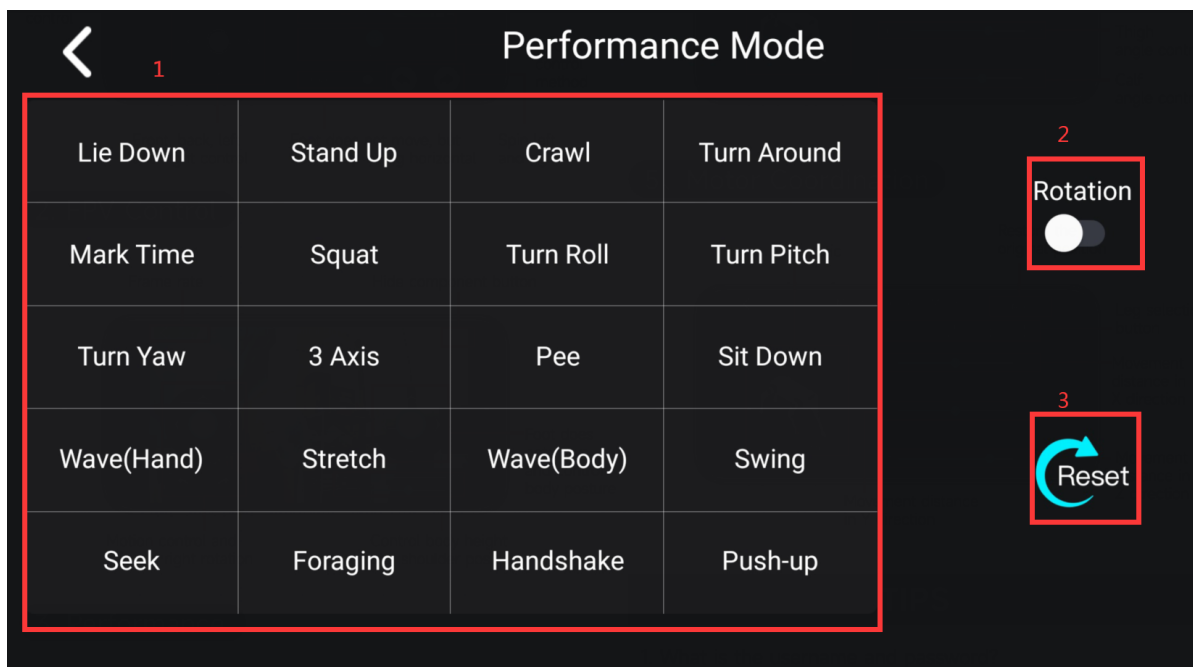 Performance Mode
1
Lie Down Stand Up Crawl Turn Around
2
Rotation
Mark Time Squat Turn Roll Turn Pitch
Turn Yaw 3 Axis Pee Sit Down
3
Wave(Hand) Stretch Wave(Body) Swing
Reset
Seek Foraging Handshake Push-up